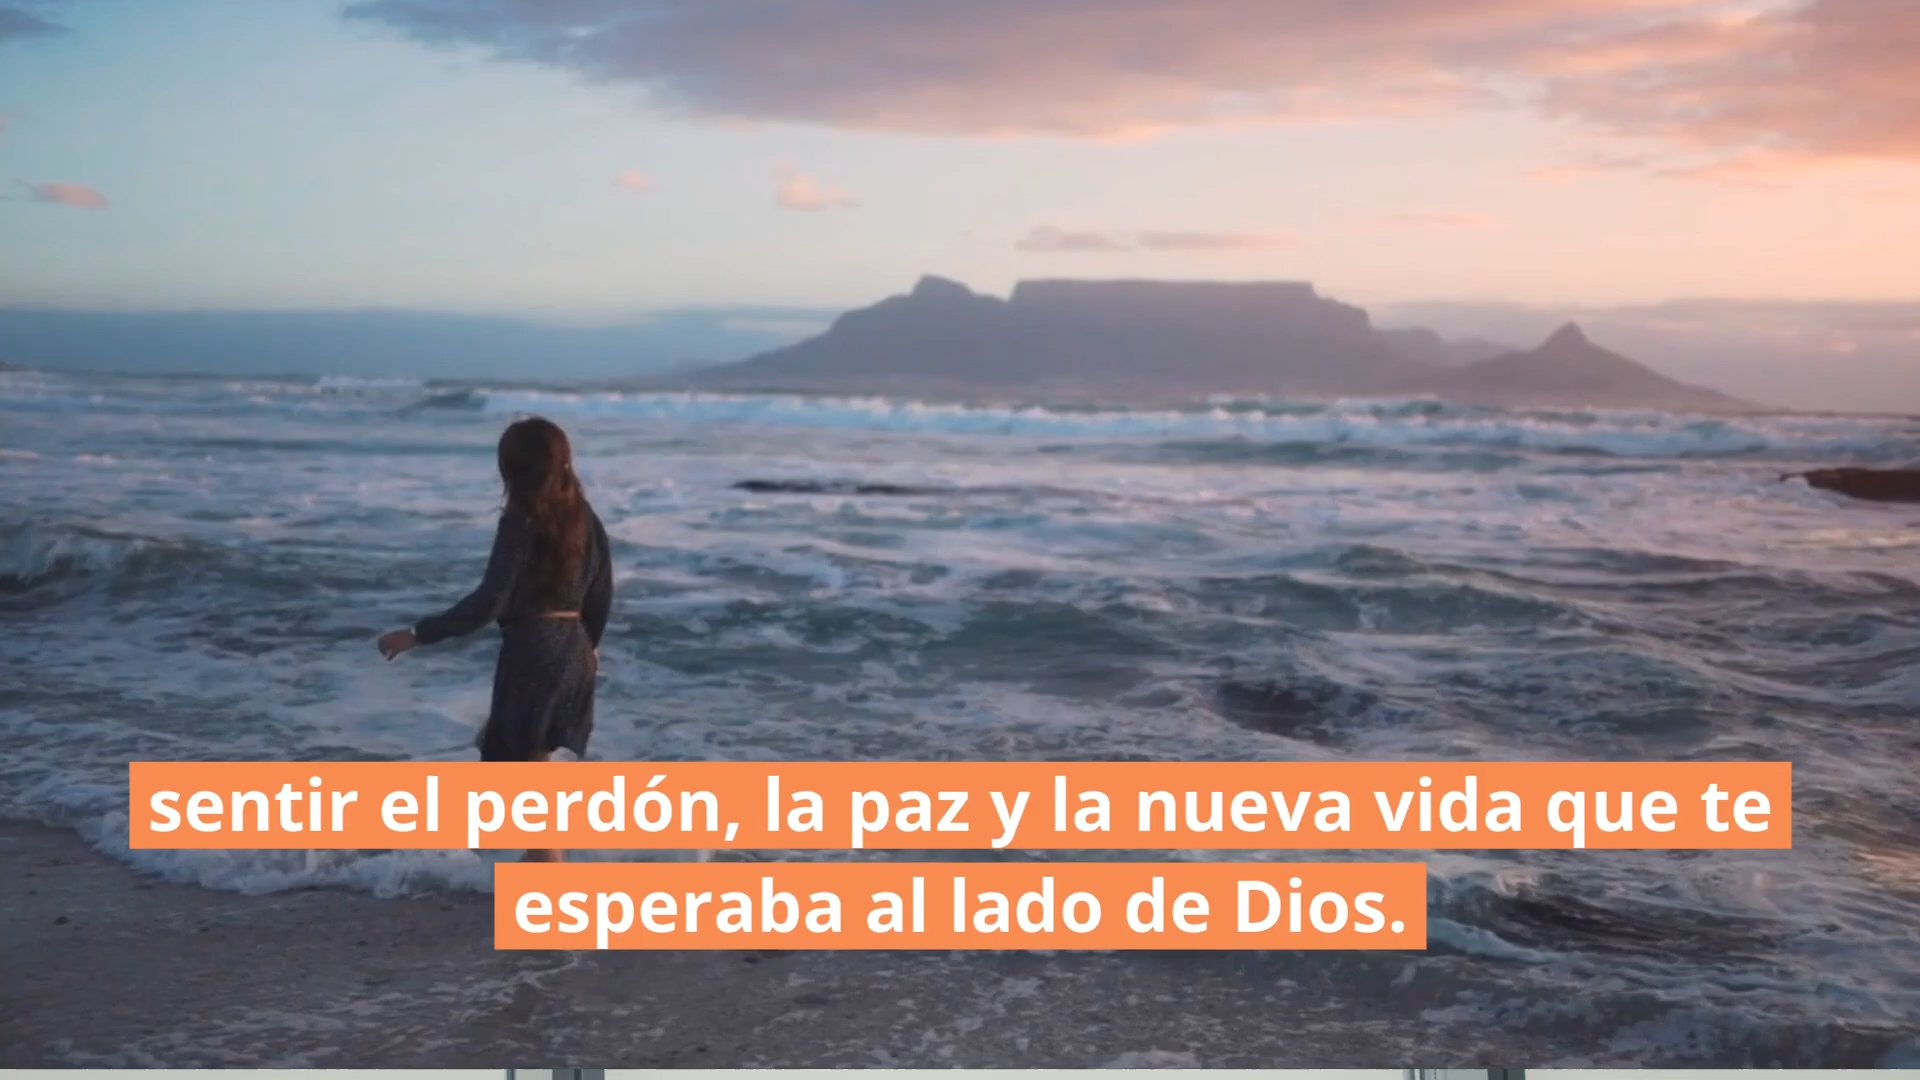 sentir el perdón, la paz y la nueva vida que te
esperaba al lado de Dios.